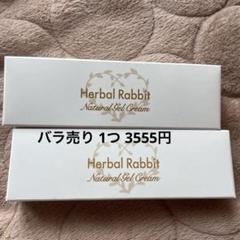 Herbal Rabbit
Natural Gel Cream
バラ売り 1つ 3555円
Herbal Rabbit
Natural Gel Cream